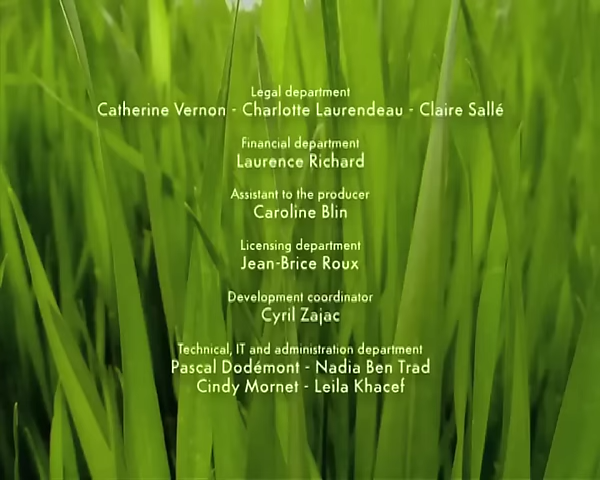 Legal department
Catherine Vernon - Charlotte Laurendeau - Claire Sallé
Financial department
Laurence Richard
Assistant to the producer
Caroline Blin
Licensing department
Jean-Brice Roux
Development coordinator
Cyril Zajac
Technical, IT and administration department
Pascal Dodémont - Nadia Ben Trad
Cindy Mornet - Leila Khacef